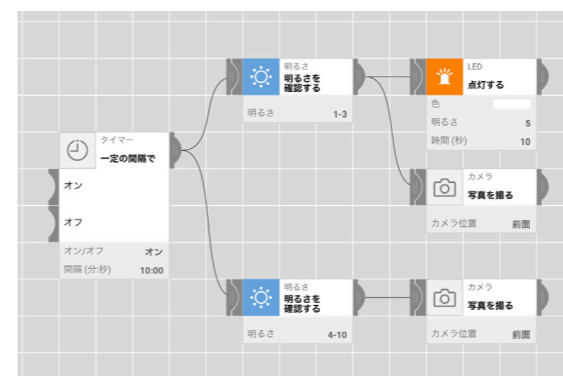 明るさ
明るさを
確認する
明るさ 1-3
LED
点灯する
色
明るさ 5
時間 (秒) 10
タイマー
一定の間隔で
オン
オフ
オン/オフ オン
間隔 (分:秒) 10:00
カメラ
写真を撮る
カメラ位置 前面
明るさ
明るさを
確認する
明るさ 4-10
カメラ
写真を撮る
カメラ位置 前面